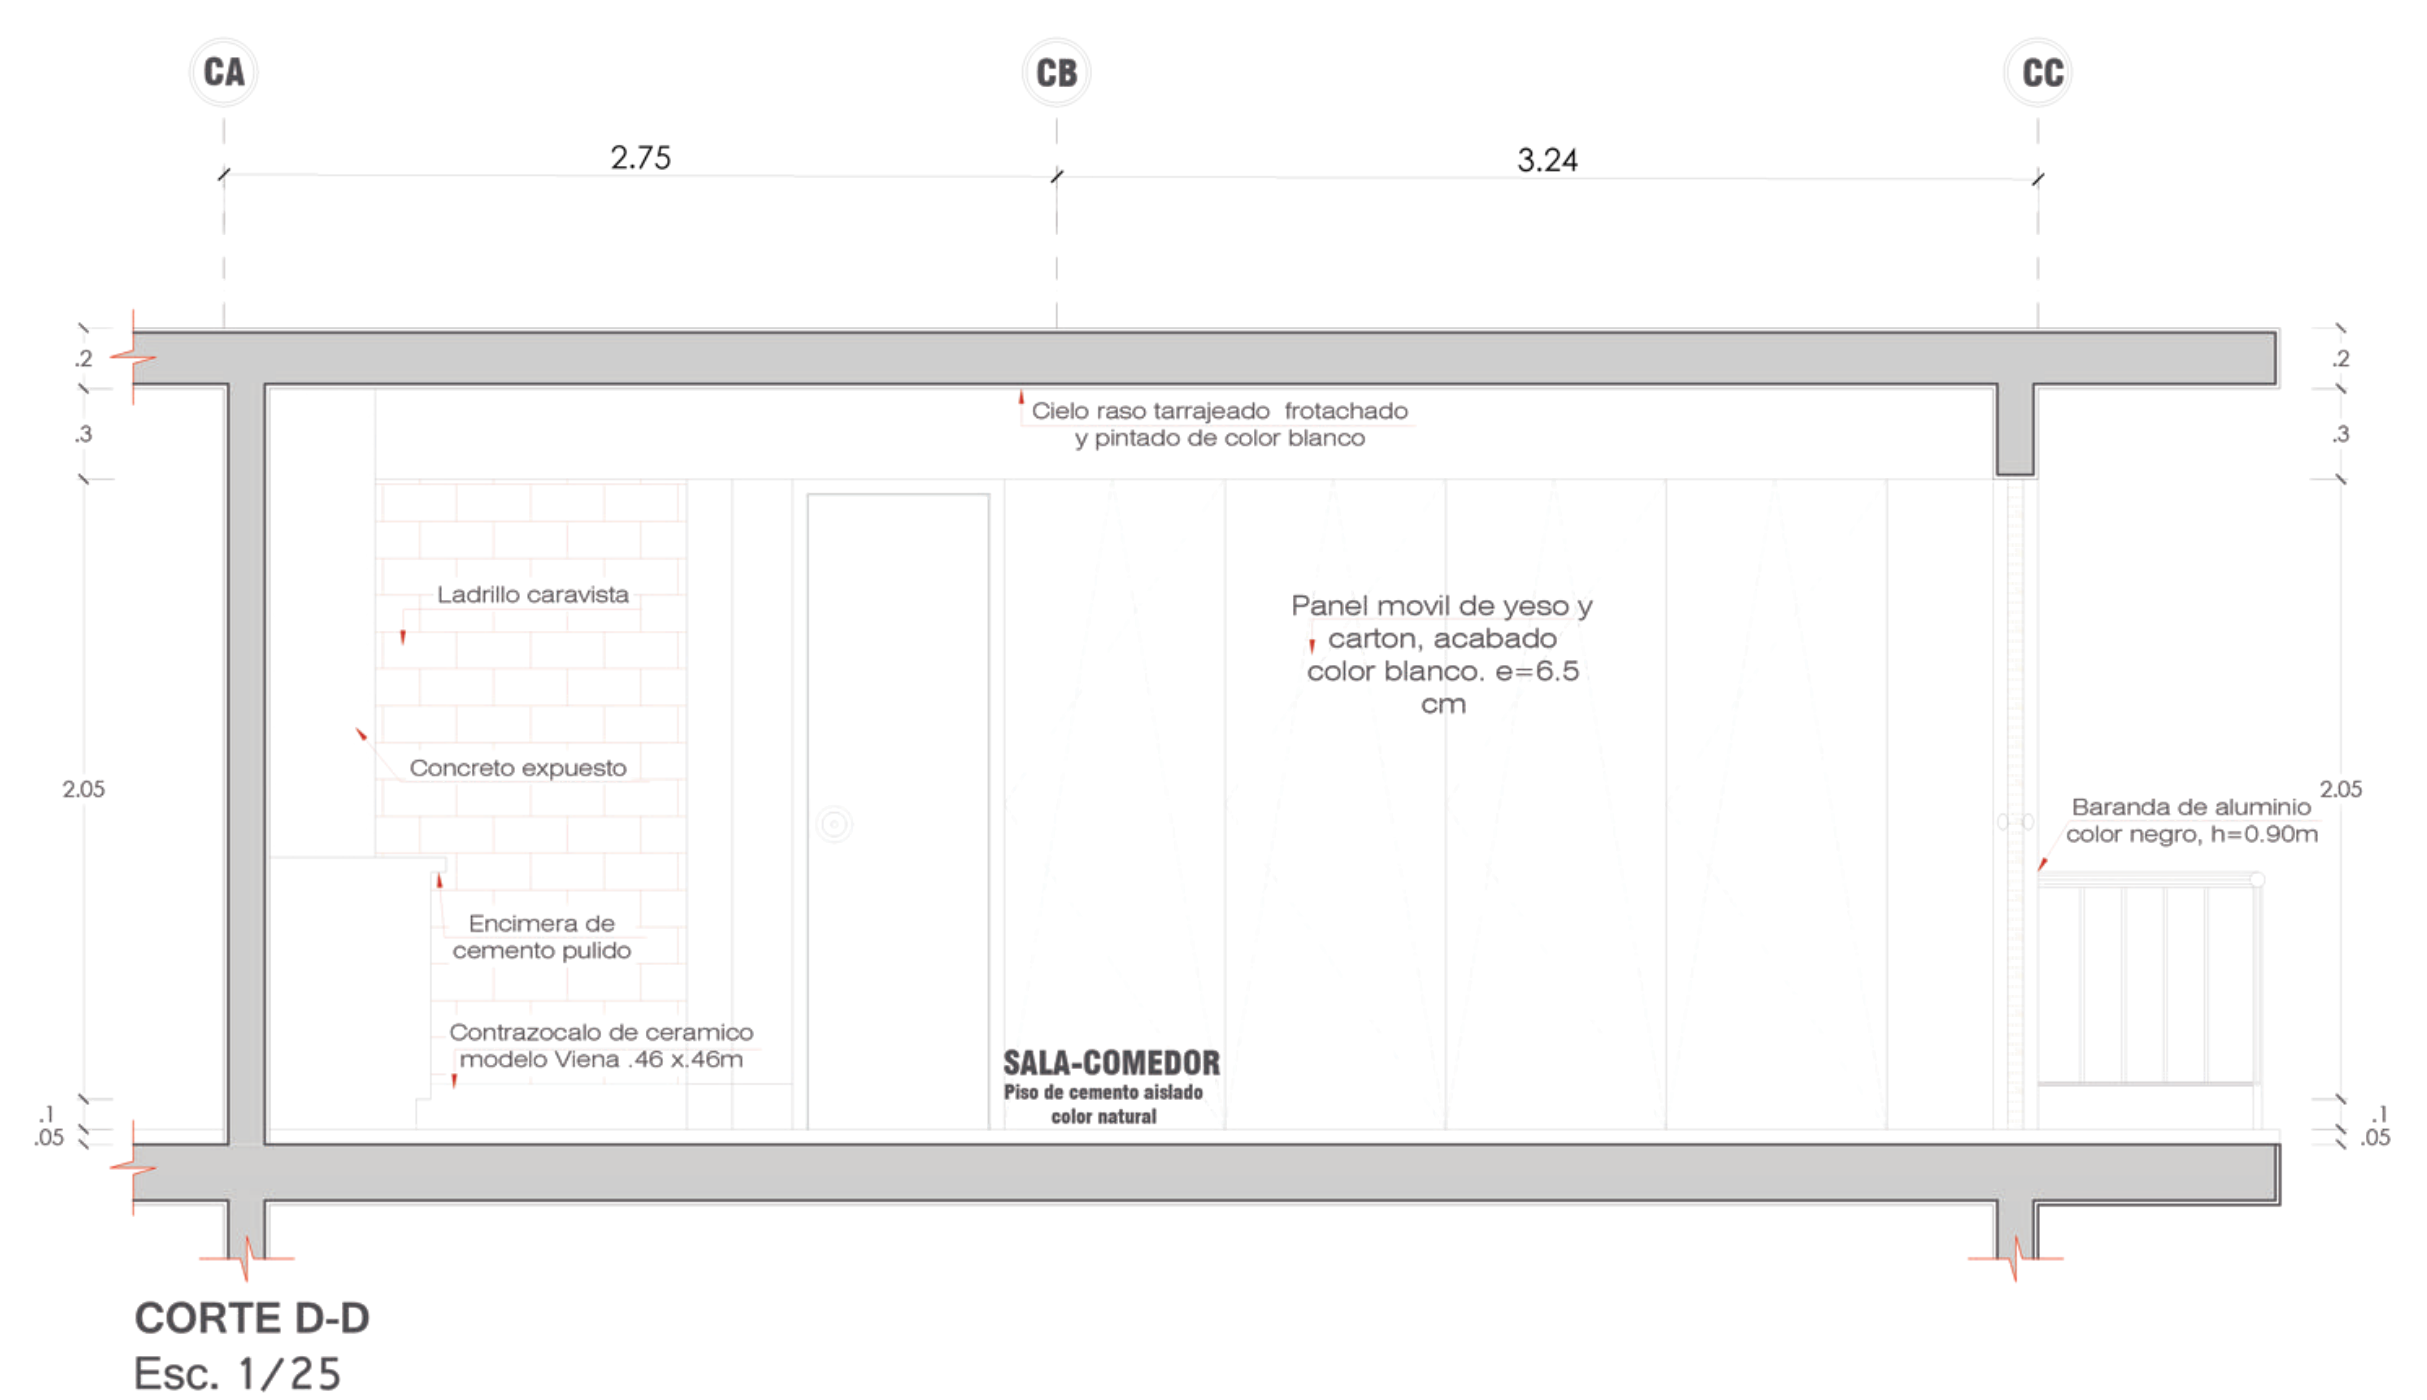 CA
CB
CC
2.75
3.24
.2
.2
.3
.3
Cielo raso tarrajeado frotachado
y pintado de color blanco
Ladrillo caravista
Panel movil de yeso y
carton, acabado
color blanco. e=6.5
cm
Concreto expuesto
2.05
2.05
Baranda de aluminio
color negro, h=0.90m
Encimera de
cemento pulido
Contrazocalo de ceramico
modelo Viena .46 x.46m
SALA-COMEDOR
Piso de cemento aislado
color natural
.1
.05
.1
.05
CORTE D-D
Esc. 1/25